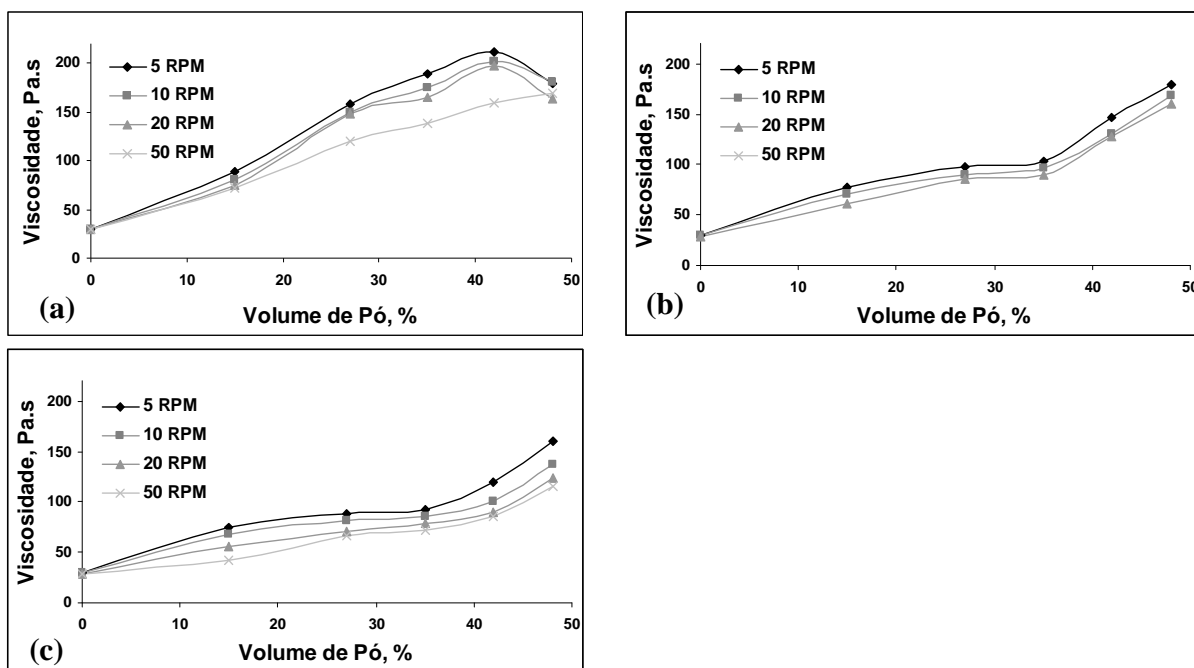 200
150
100
50
0
Viscosidade, Pa.s
5 RPM
10 RPM
20 RPM
50 RPM
0 10 20 30 40 50
Volume de Pó, %
(a)
200
150
100
50
0
Viscosidade, Pa.s
5 RPM
10 RPM
20 RPM
50 RPM
0 10 20 30 40 50
Volume de Pó, %
(b)
200
150
100
50
0
Viscosidade, Pa.s
5 RPM
10 RPM
20 RPM
50 RPM
0 10 20 30 40 50
Volume de Pó, %
(c)